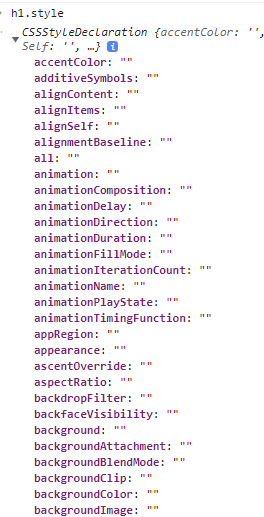 h1.style
CSSStyleDeclaration {accentColor: '',
Self: '', …} i
accentColor: ""
additiveSymbols: ""
alignContent: ""
alignItems: ""
alignSelf: ""
alignmentBaseline: ""
all: ""
animation: ""
animationComposition: ""
animationDelay: ""
animationDirection: ""
animationDuration: ""
animationFillMode: ""
animationIterationCount: ""
animationName: ""
animationPlayState: ""
animationTimingFunction: ""
appRegion: ""
appearance: ""
ascentOverride: ""
aspectRatio: ""
backdropFilter: ""
backfaceVisibility: ""
background: ""
backgroundAttachment: ""
backgroundBlendMode: ""
backgroundClip: ""
backgroundColor: ""
backgroundImage: ""